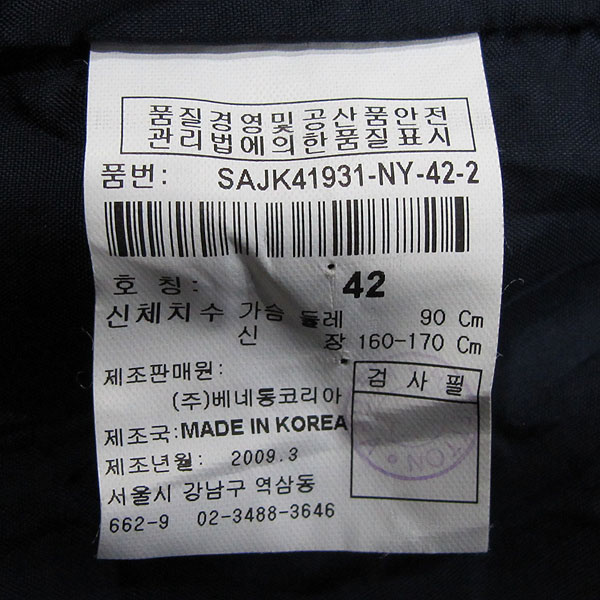 품질경영및공산품안전
관리법에의한품질표시
품번: SAJK41931-NY-42-2
호 칭: 42
신체치수 가슴 둘레 90 Cm
신 장 160-170 Cm
제조판매원:
(주)베네통코리아
검 사 필
제조국:MADE IN KOREA
제조년월: 2009.3
서울시 강남구 역삼동
662-9 02-3488-3646